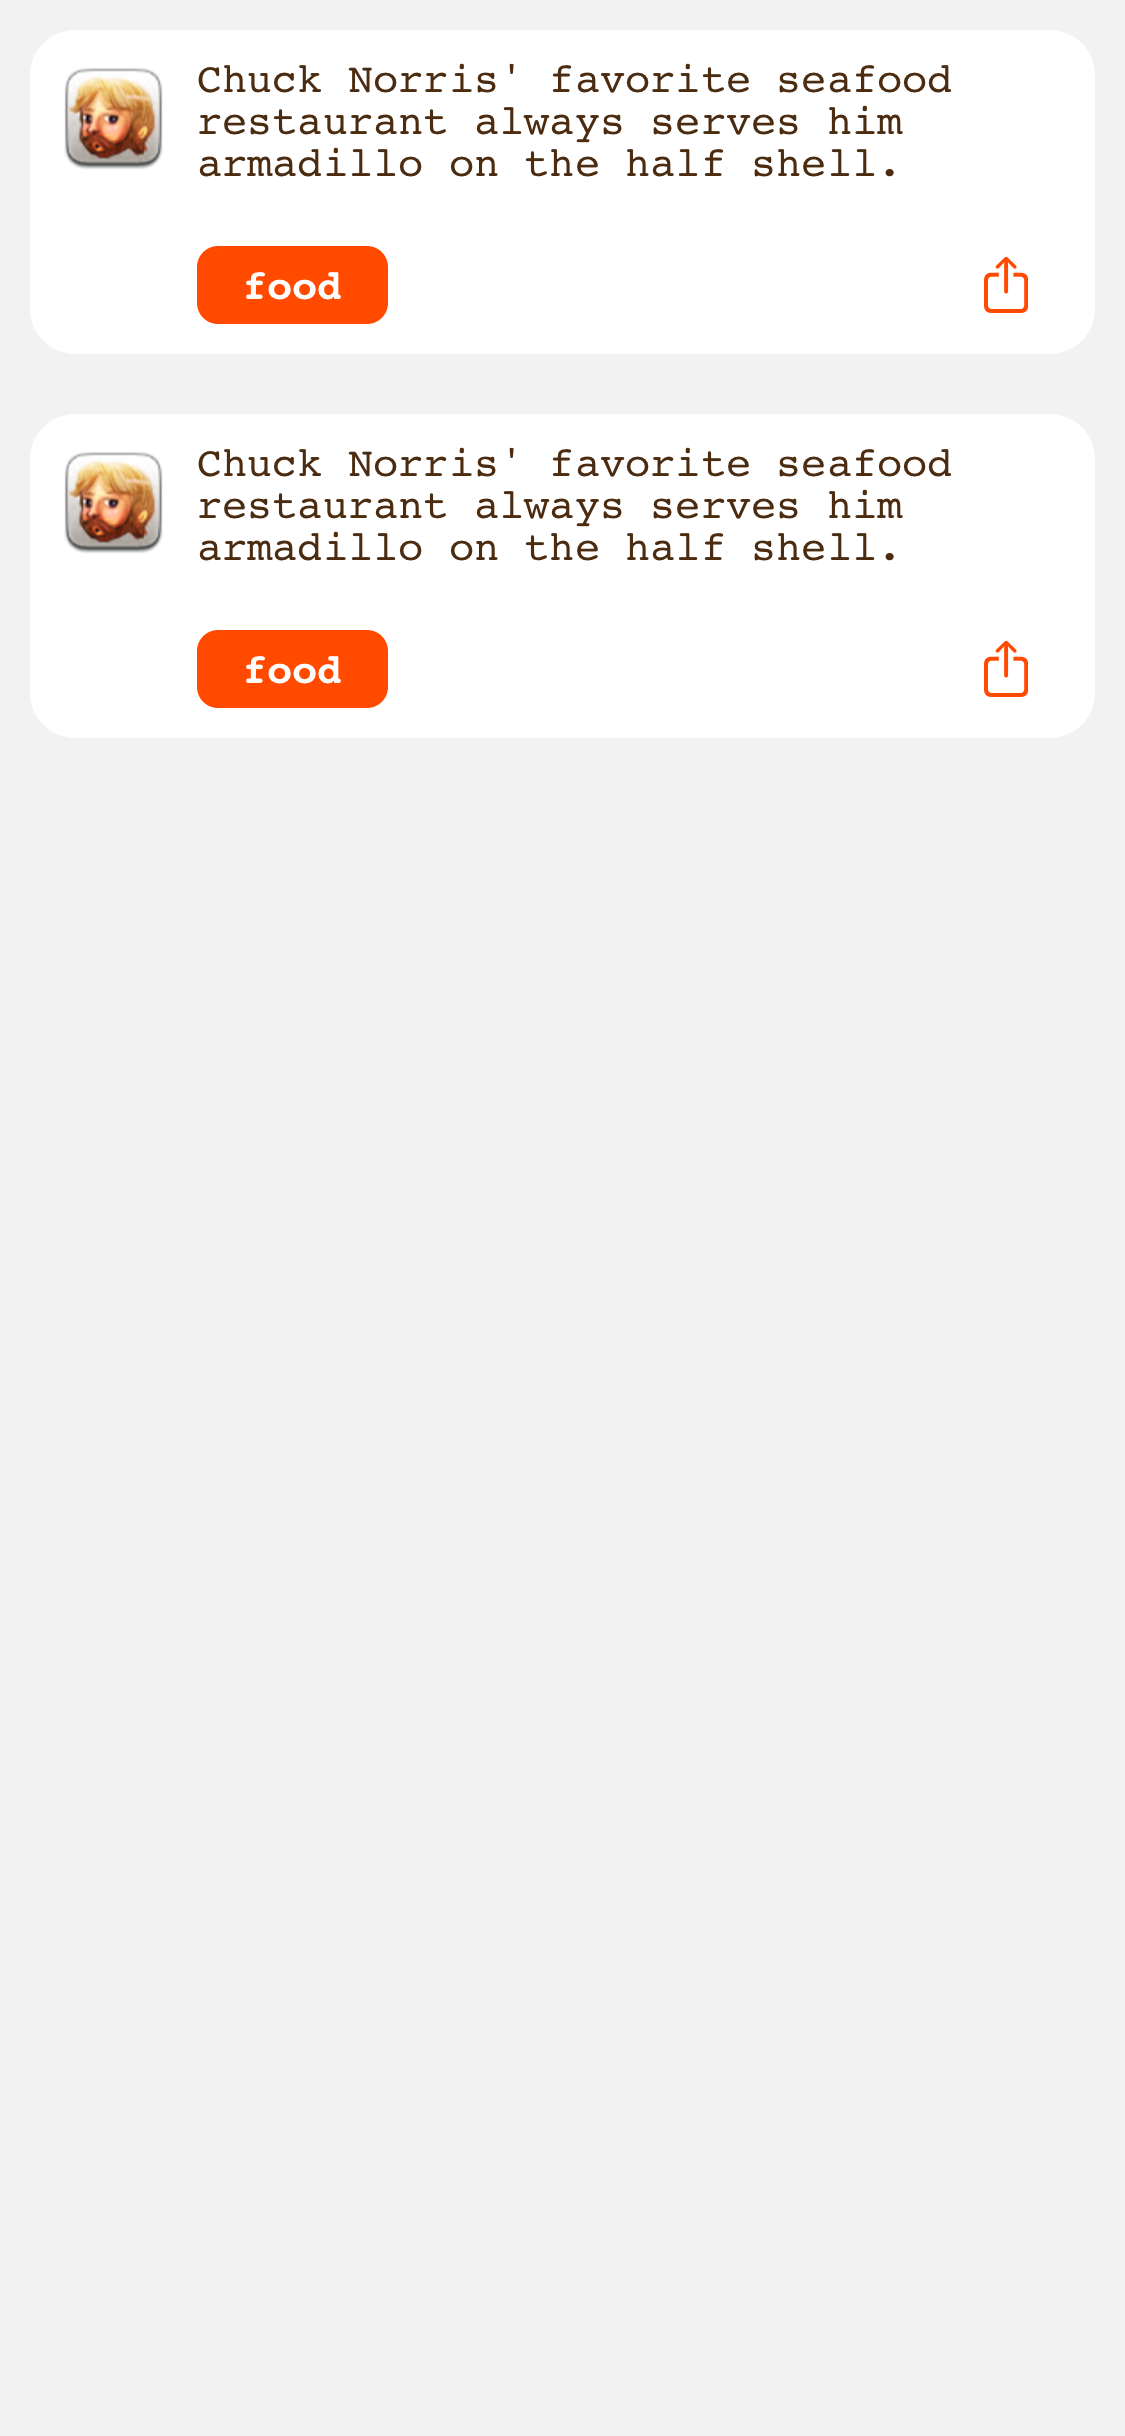 Chuck Norris' favorite seafood
restaurant always serves him
armadillo on the half shell.
food
Chuck Norris' favorite seafood
restaurant always serves him
armadillo on the half shell.
food